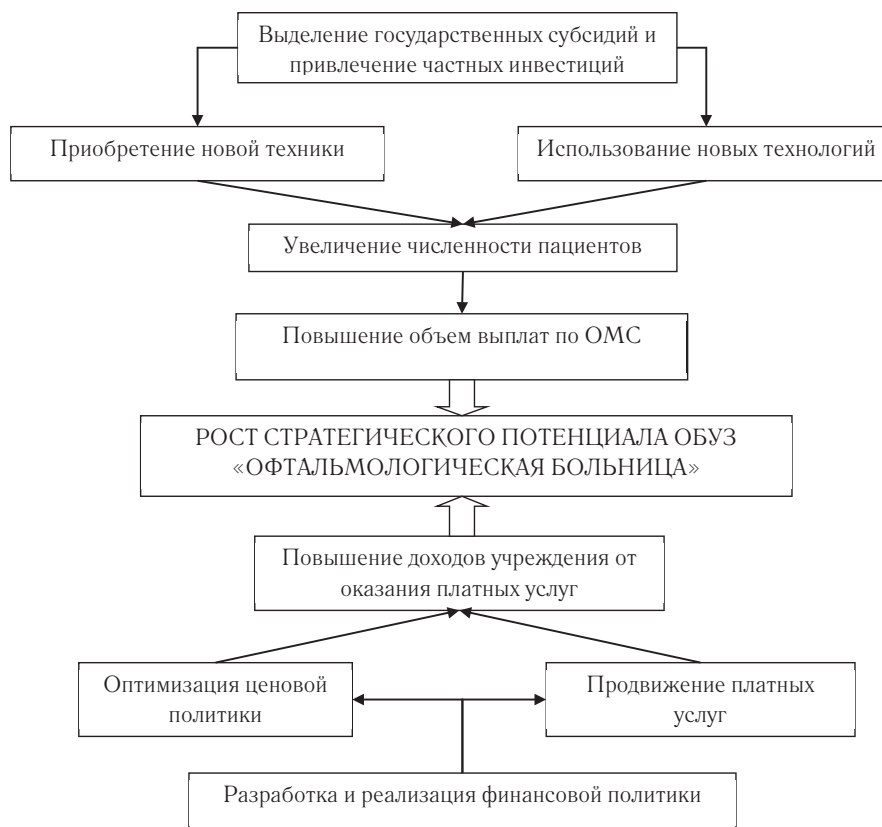 Выделение государственных субсидий и
привлечение частных инвестиций
Приобретение новой техники
Использование новых технологий
Увеличение численности пациентов
Повышение объем выплат по ОМС
РОСТ СТРАТЕГИЧЕСКОГО ПОТЕНЦИАЛА ОБУЗ
«ОФТАЛЬМОЛОГИЧЕСКАЯ БОЛЬНИЦА»
Повышение доходов учреждения от
оказания платных услуг
Оптимизация ценовой
политики
Продвижение платных
услуг
Разработка и реализация финансовой политики